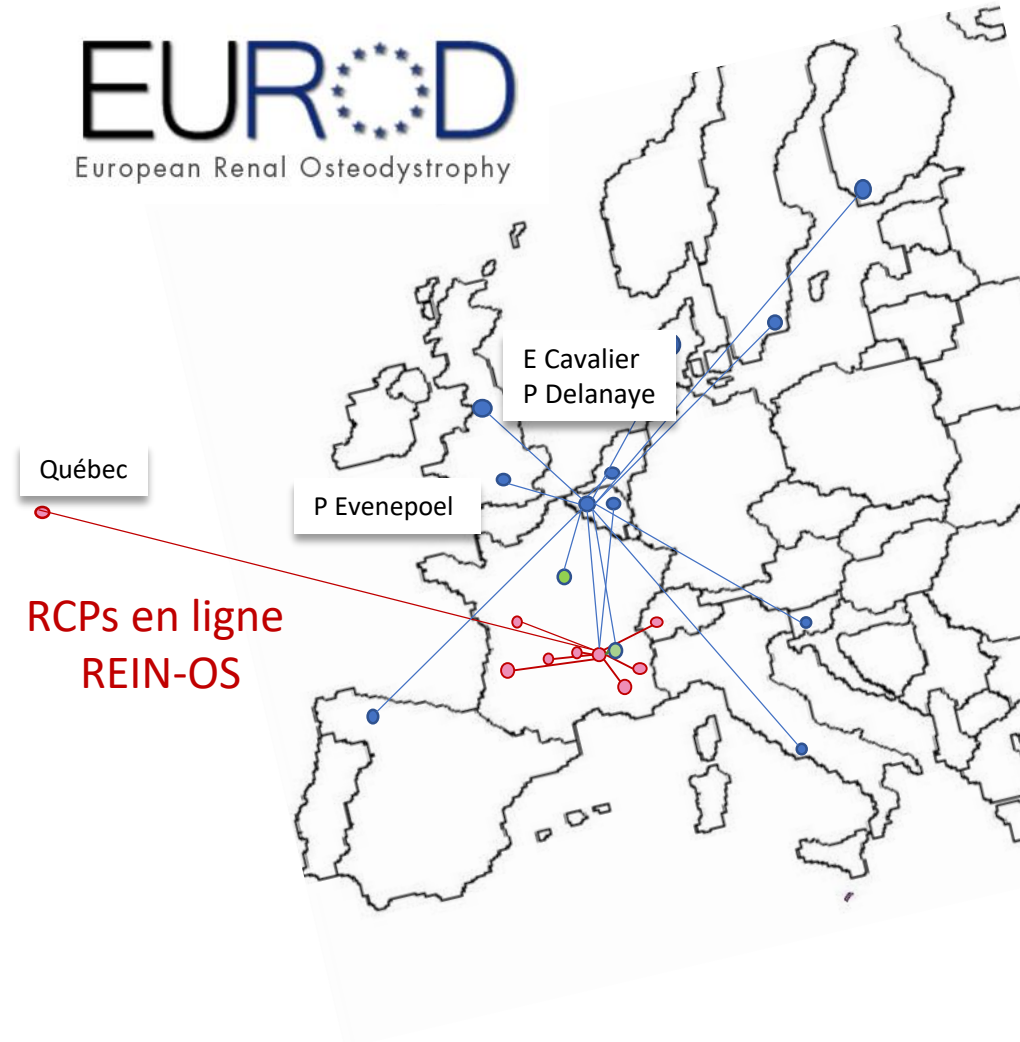 EUROD
European Renal Osteodystrophy
E Cavalier
P Delanaye
Québec
P Evenepoel
RCPs en ligne
REIN-OS